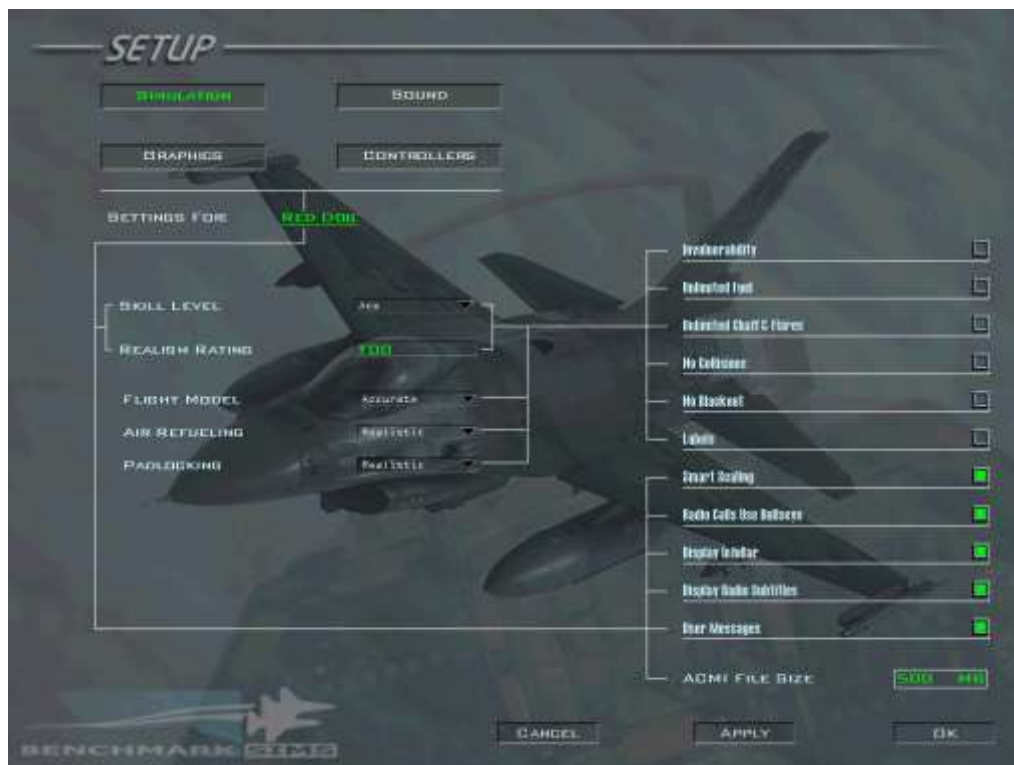 SETUP
SIMULATION
SOUND
GRAPHICS
CONTROLLERS
SETTINGS FOR RED DOG
Invulnerability
Unlimited Fuel
SKILL LEVEL Ace
Unlimited Chaff & Flares
REALISM RATING 100
No Collisions
FLIGHT MODEL Accurate
No Blackout
AIR REFUELING Realistic
Labels
PADLOCKING Realistic
Smart Scaling
Radio Calls Use Bullseye
Display InfoBar
Display Radio Subtitles
User Messages
ACMI FILE SIZE 500 MB
CANCEL
APPLY
OK
BENCHMARK SIMS